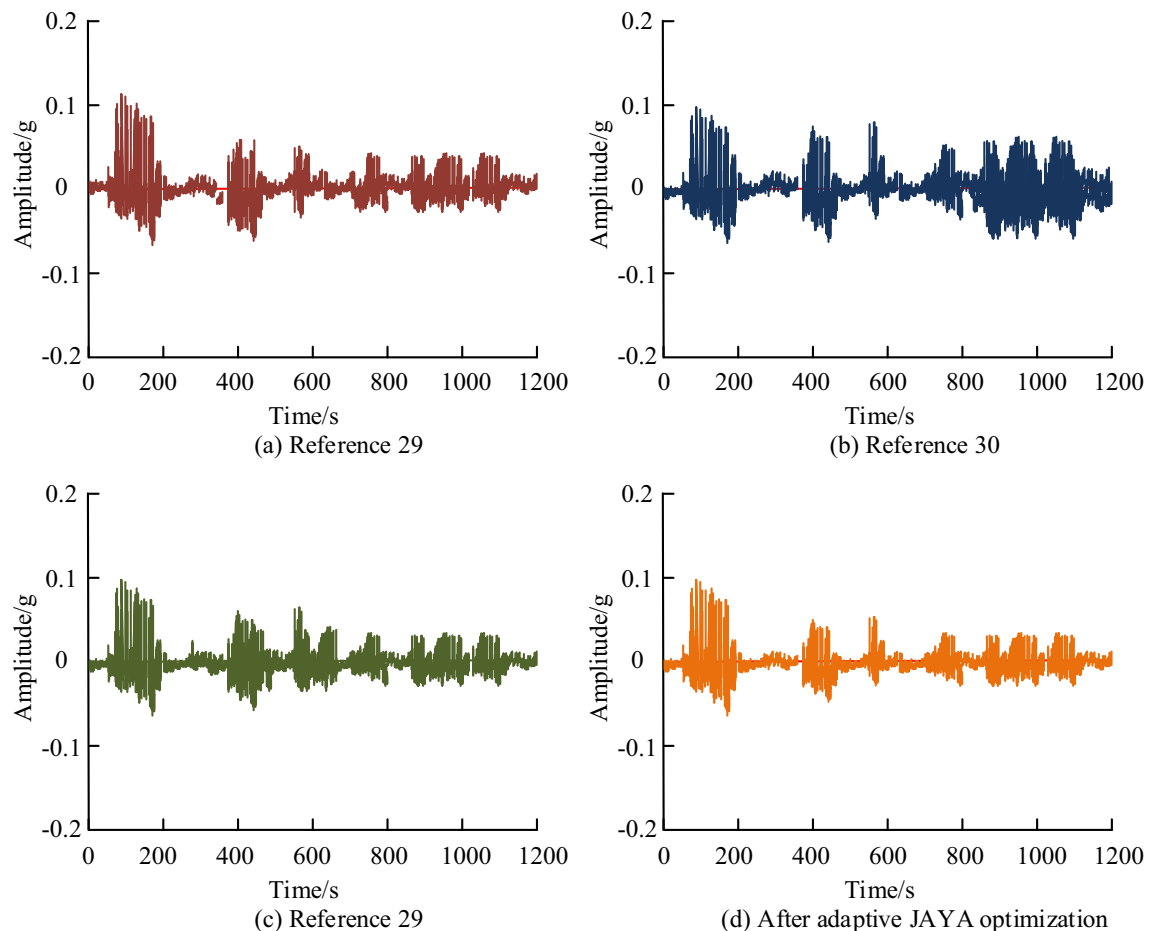 0.2
0.1
0
-0.1
-0.2
Amplitude/g
0 200 400 600 800 1000 1200
Time/s
(a) Reference 29
0.2
0.1
0
-0.1
-0.2
Amplitude/g
0 200 400 600 800 1000 1200
Time/s
(b) Reference 30
0.2
0.1
0
-0.1
-0.2
Amplitude/g
0 200 400 600 800 1000 1200
Time/s
(c) Reference 29
0.2
0.1
0
-0.1
-0.2
Amplitude/g
0 200 400 600 800 1000 1200
Time/s
(d) After adaptive JAYA optimization